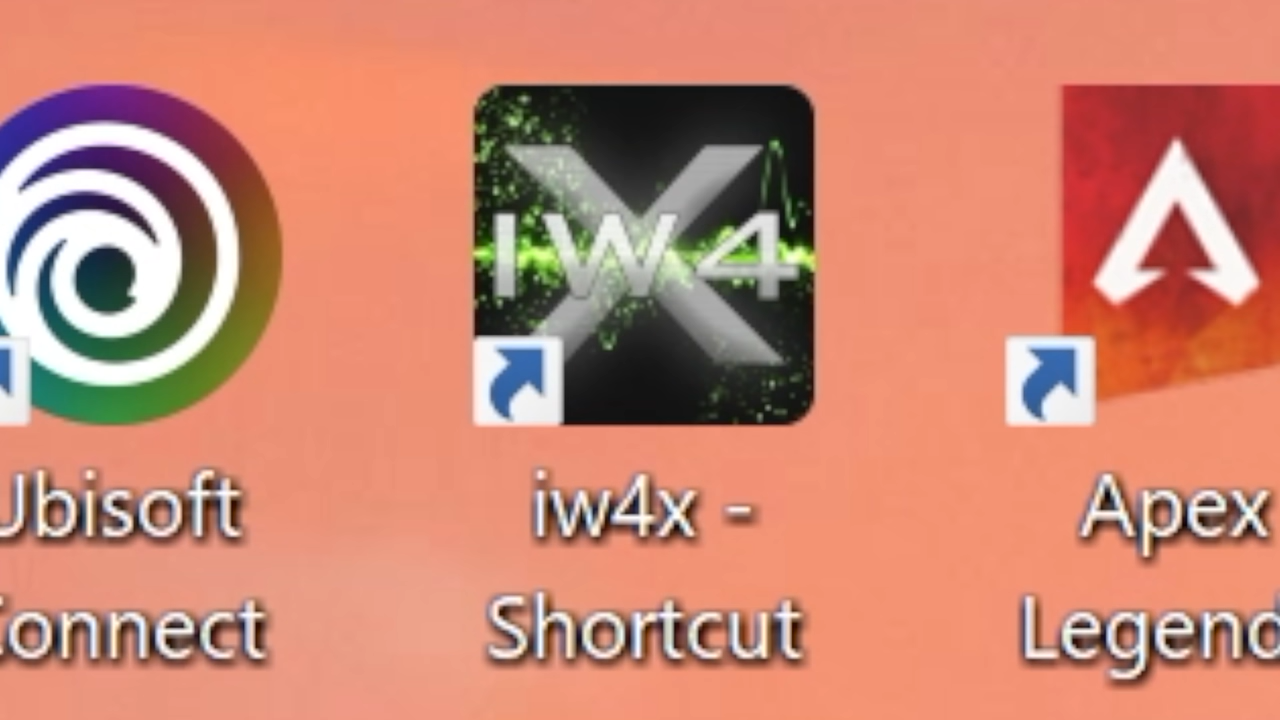 IW4
X
Ubisoft
Connect
iw4x -
Shortcut
Apex
Legend